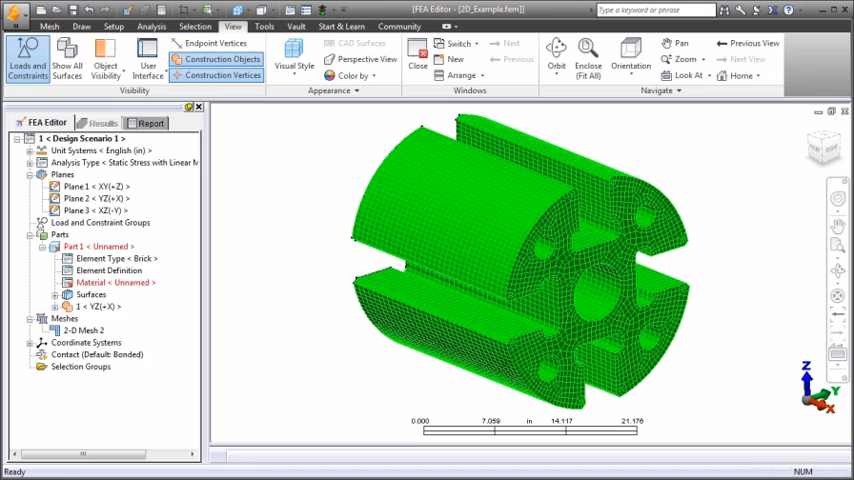 [FEA Editor - [2D_Example.fem]]
Type a keyword or phrase
Mesh Draw Setup Analysis Selection View Tools Vault Start & Learn Community
Loads and Constraints
Show All Surfaces
Object Visibility
User Interface
Endpoint Vertices
Construction Objects
Construction Vertices
Visibility
Visual Style
CAD Surfaces
Perspective View
Color by
Appearance
Close
Switch
New
Arrange
Next
Previous
Windows
Orbit
Enclose (Fit All)
Orientation
Pan
Zoom
Look At
Previous View
Next View
Home
Navigate
FEA Editor Results Report
1 < Design Scenario 1 >
Unit Systems < English (in) >
Analysis Type < Static Stress with Linear M
Planes
Plane 1 < XY(+Z) >
Plane 2 < YZ(+X) >
Plane 3 < XZ(-Y) >
Load and Constraint Groups
Parts
Part 1 < Unnamed >
Element Type < Brick >
Element Definition
Material < Unnamed >
Surfaces
1 < YZ(+X) >
Meshes
2-D Mesh 2
Coordinate Systems
Contact (Default: Bonded)
Selection Groups
Z
Y
X
0.000 7.059 in 14.117 21.176
Ready
NUM